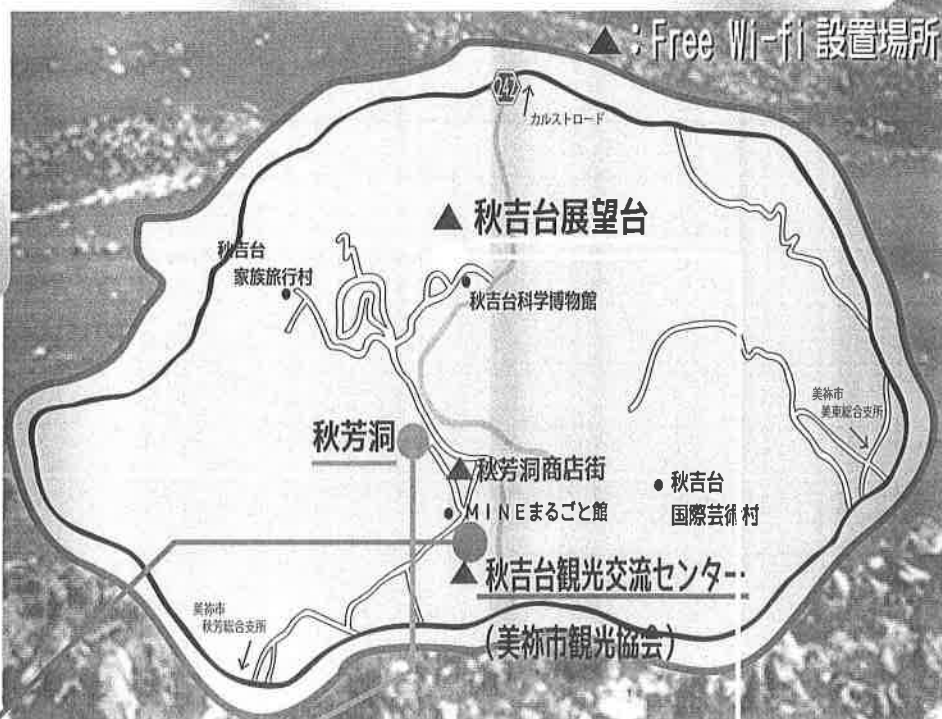 ▲：Free Wi-fi 設置場所
242
カルストロード
▲ 秋吉台展望台
秋吉台
家族旅行村
秋吉台科学博物館
美祢市
美東総合支所
秋芳洞
▲ 秋芳洞商店街
MINEまるごと館
秋吉台
国際芸術村
▲ 秋吉台観光交流センター
(美祢市観光協会)
美祢市
秋芳総合支所